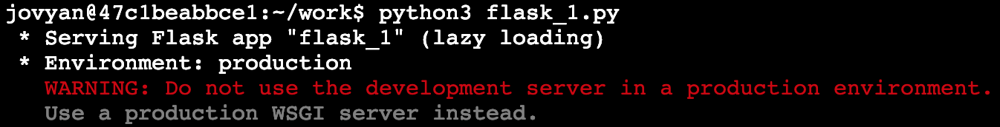 jovyan@47c1beabbce1:~/work$ python3 flask_1.py
* Serving Flask app "flask_1" (lazy loading)
* Environment: production
WARNING: Do not use the development server in a production environment.
Use a production WSGI server instead.